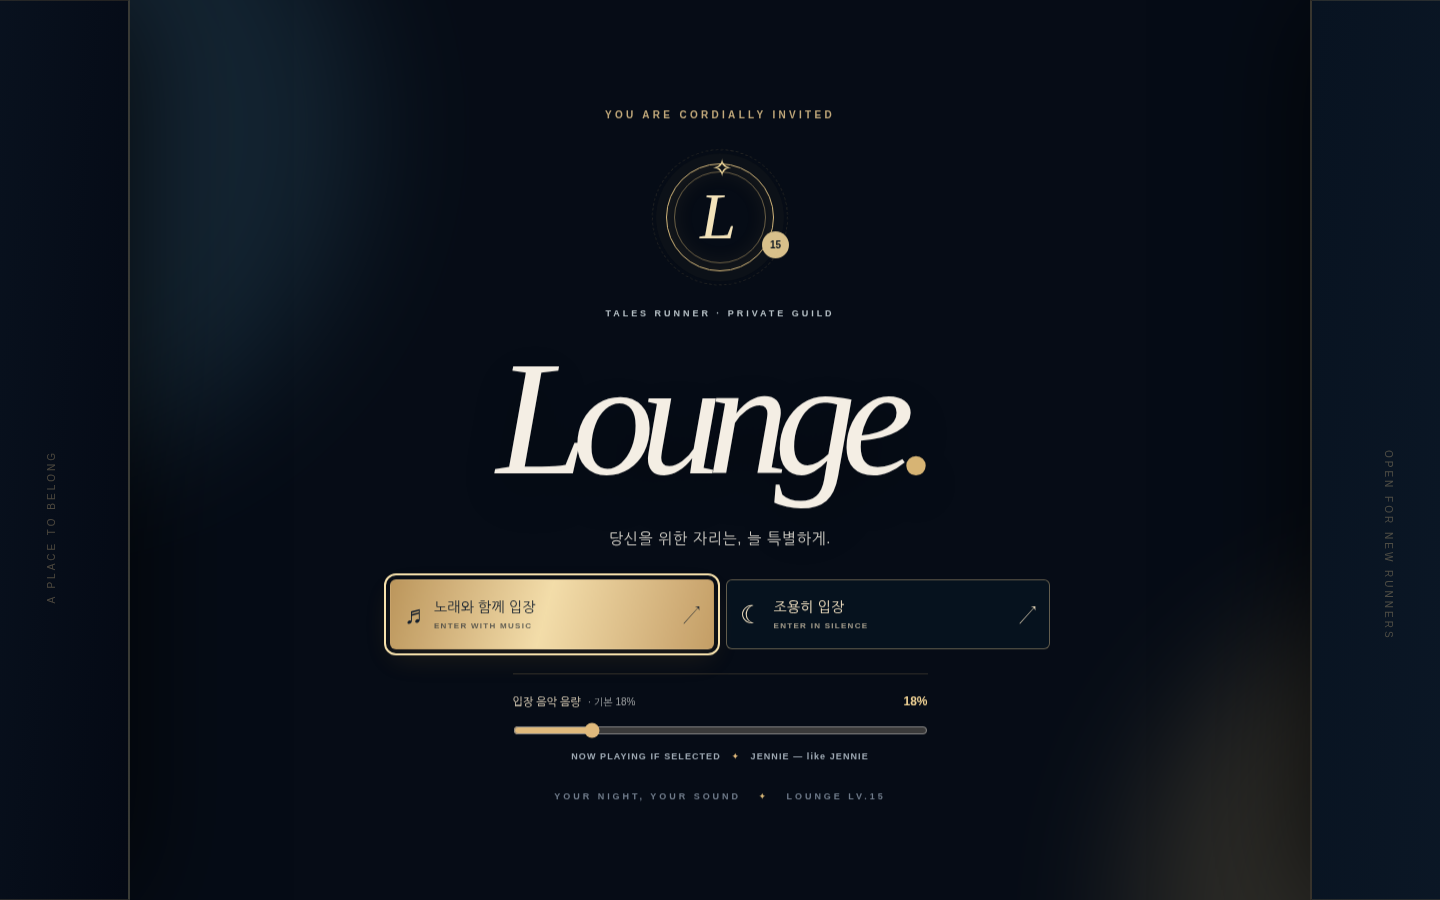 YOU ARE CORDIALLY INVITED
L
15
TALES RUNNER · PRIVATE GUILD
Lounge.
당신을 위한 자리는, 늘 특별하게.
노래와 함께 입장
ENTER WITH MUSIC
조용히 입장
ENTER IN SILENCE
입장 음악 음량 · 기본 18% 18%
NOW PLAYING IF SELECTED ✦ JENNIE — like JENNIE
YOUR NIGHT, YOUR SOUND ✦ LOUNGE LV.15
A PLACE TO BELONG
OPEN FOR NEW RUNNERS